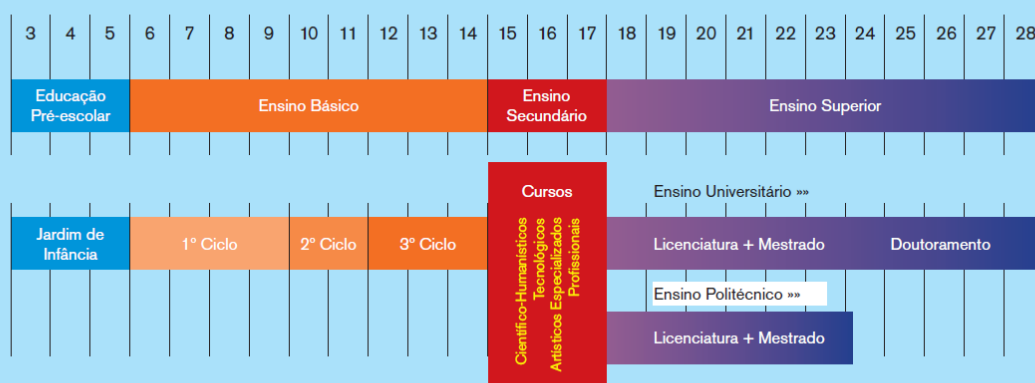 3 4 5 6 7 8 9 10 11 12 13 14 15 16 17 18 19 20 21 22 23 24 25 26 27 28
Educação
Pré-escolar
Ensino Básico
Ensino
Secundário
Ensino Superior
Cursos
Científico-Humanísticos
Tecnológicos
Artísticos Especializados
Profissionais
Ensino Universitário »»
Jardim de
Infância
1º Ciclo
2º Ciclo
3º Ciclo
Licenciatura + Mestrado
Doutoramento
Ensino Politécnico »»
Licenciatura + Mestrado